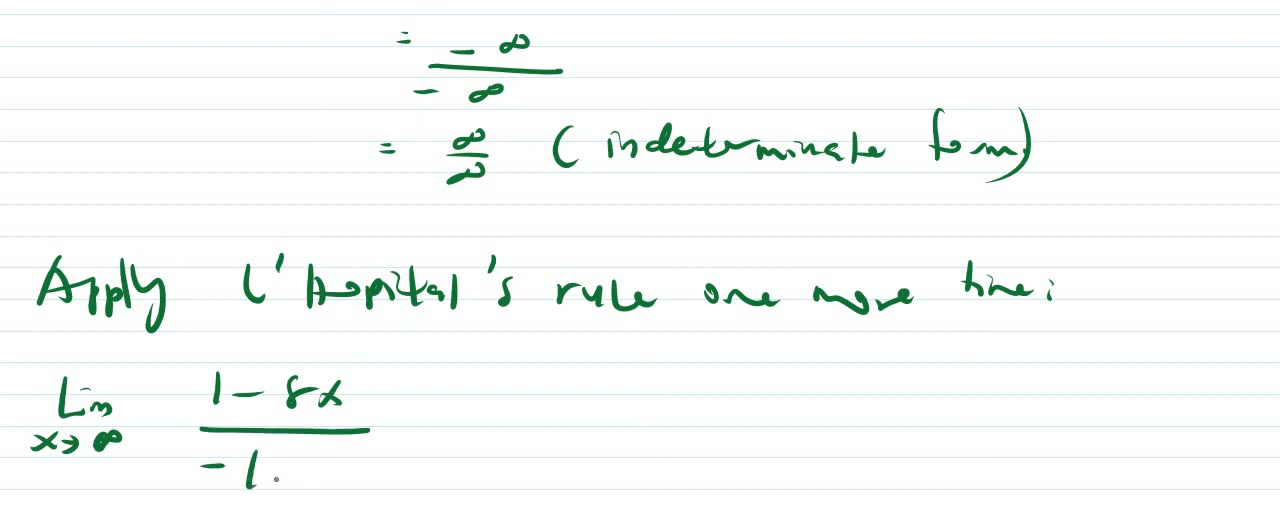 = - ∞ / - ∞
= ∞ / ∞ (indeterminate form)
Apply L'Hopital's rule one more time:
Lim x→∞ 1 - 8x / - 1.